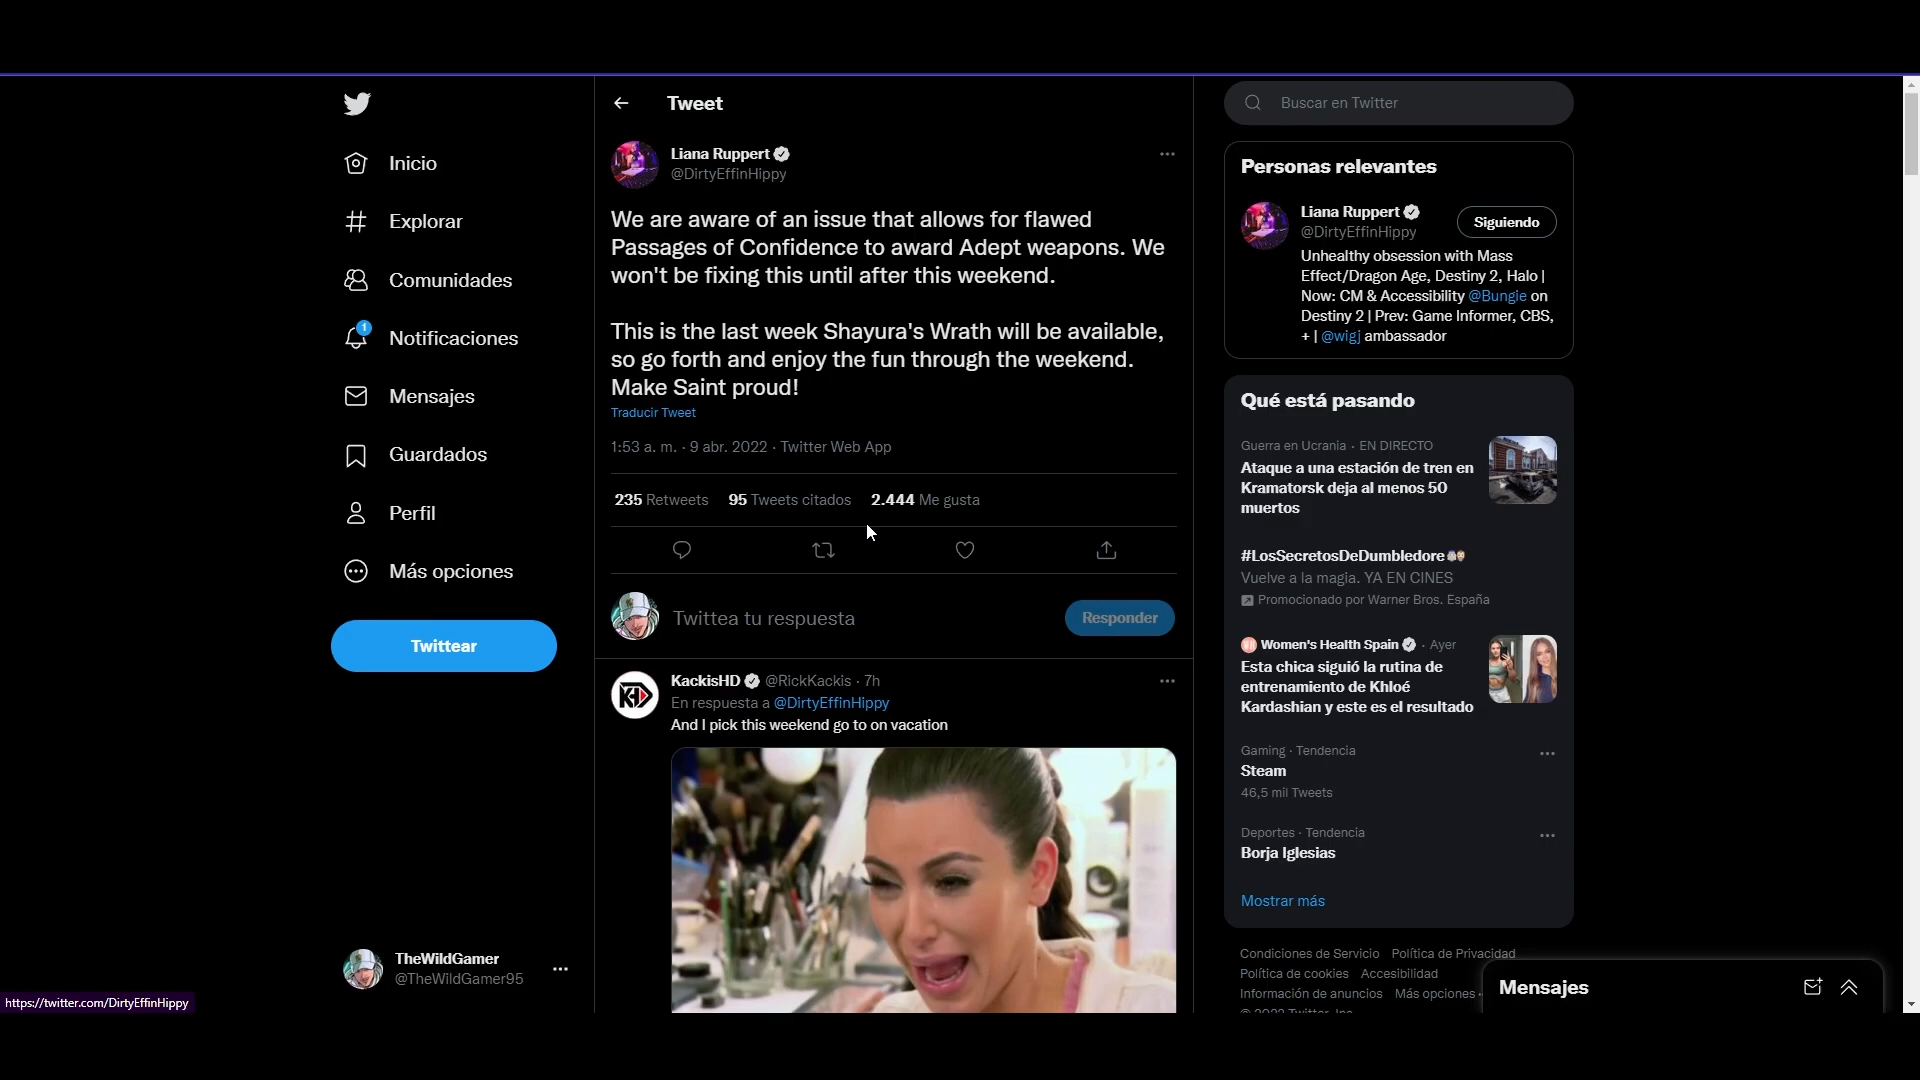 Inicio
Explorar
Comunidades
1
Notificaciones
Mensajes
Guardados
Perfil
Más opciones
Twittear
TheWildGamer
@TheWildGamer95
https://twitter.com/DirtyEffinHippy
Tweet
Liana Ruppert
@DirtyEffinHippy
We are aware of an issue that allows for flawed
Passages of Confidence to award Adept weapons. We
won't be fixing this until after this weekend.
This is the last week Shayura's Wrath will be available,
so go forth and enjoy the fun through the weekend.
Make Saint proud!
Traducir Tweet
1:53 a. m. · 9 abr. 2022 · Twitter Web App
235 Retweets 95 Tweets citados 2.444 Me gusta
Twittea tu respuesta
Responder
KackisHD @RickKackis · 7h
En respuesta a @DirtyEffinHippy
And I pick this weekend go to on vacation
Buscar en Twitter
Personas relevantes
Liana Ruppert
@DirtyEffinHippy
Siguiendo
Unhealthy obsession with Mass
Effect/Dragon Age, Destiny 2, Halo |
Now: CM & Accessibility @Bungie on
Destiny 2 | Prev: Game Informer, CBS,
+ | @wigj ambassador
Qué está pasando
Guerra en Ucrania · EN DIRECTO
Ataque a una estación de tren en
Kramatorsk deja al menos 50
muertos
#LosSecretosDeDumbledore
Vuelve a la magia. YA EN CINES
Promocionado por Warner Bros. España
Women's Health Spain · Ayer
Esta chica siguió la rutina de
entrenamiento de Khloé
Kardashian y este es el resultado
Gaming · Tendencia
Steam
46,5 mil Tweets
Deportes · Tendencia
Borja Iglesias
Mostrar más
Condiciones de Servicio Política de Privacidad
Política de cookies Accesibilidad
Información de anuncios Más opciones
© 2022 Twitter, Inc.
Mensajes